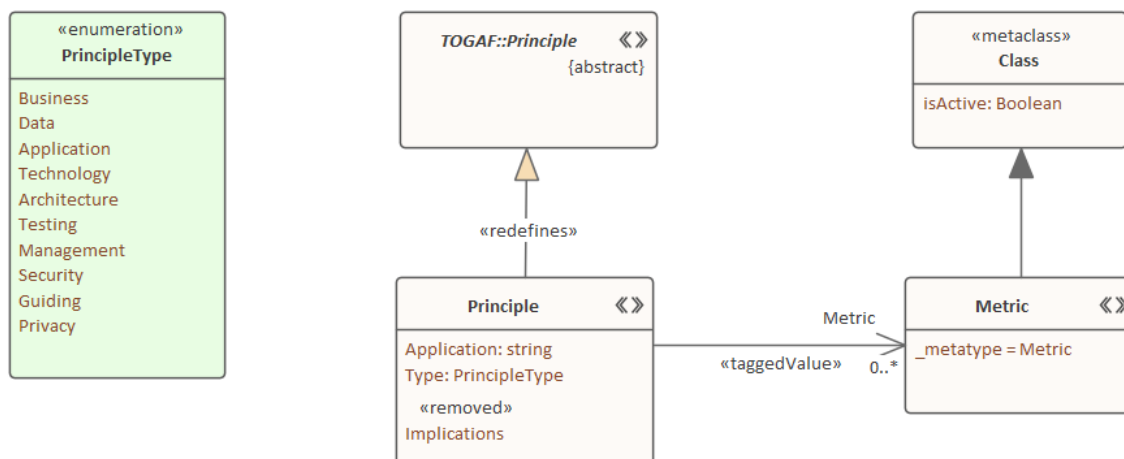 «enumeration»
PrincipleType
Business
Data
Application
Technology
Architecture
Testing
Management
Security
Guiding
Privacy
TOGAF::Principle
{abstract}
«metaclass»
Class
isActive: Boolean
«redefines»
Principle
Application: string
Type: PrincipleType
«removed»
Implications
Metric
«taggedValue»
0..*
Metric
_metatype = Metric